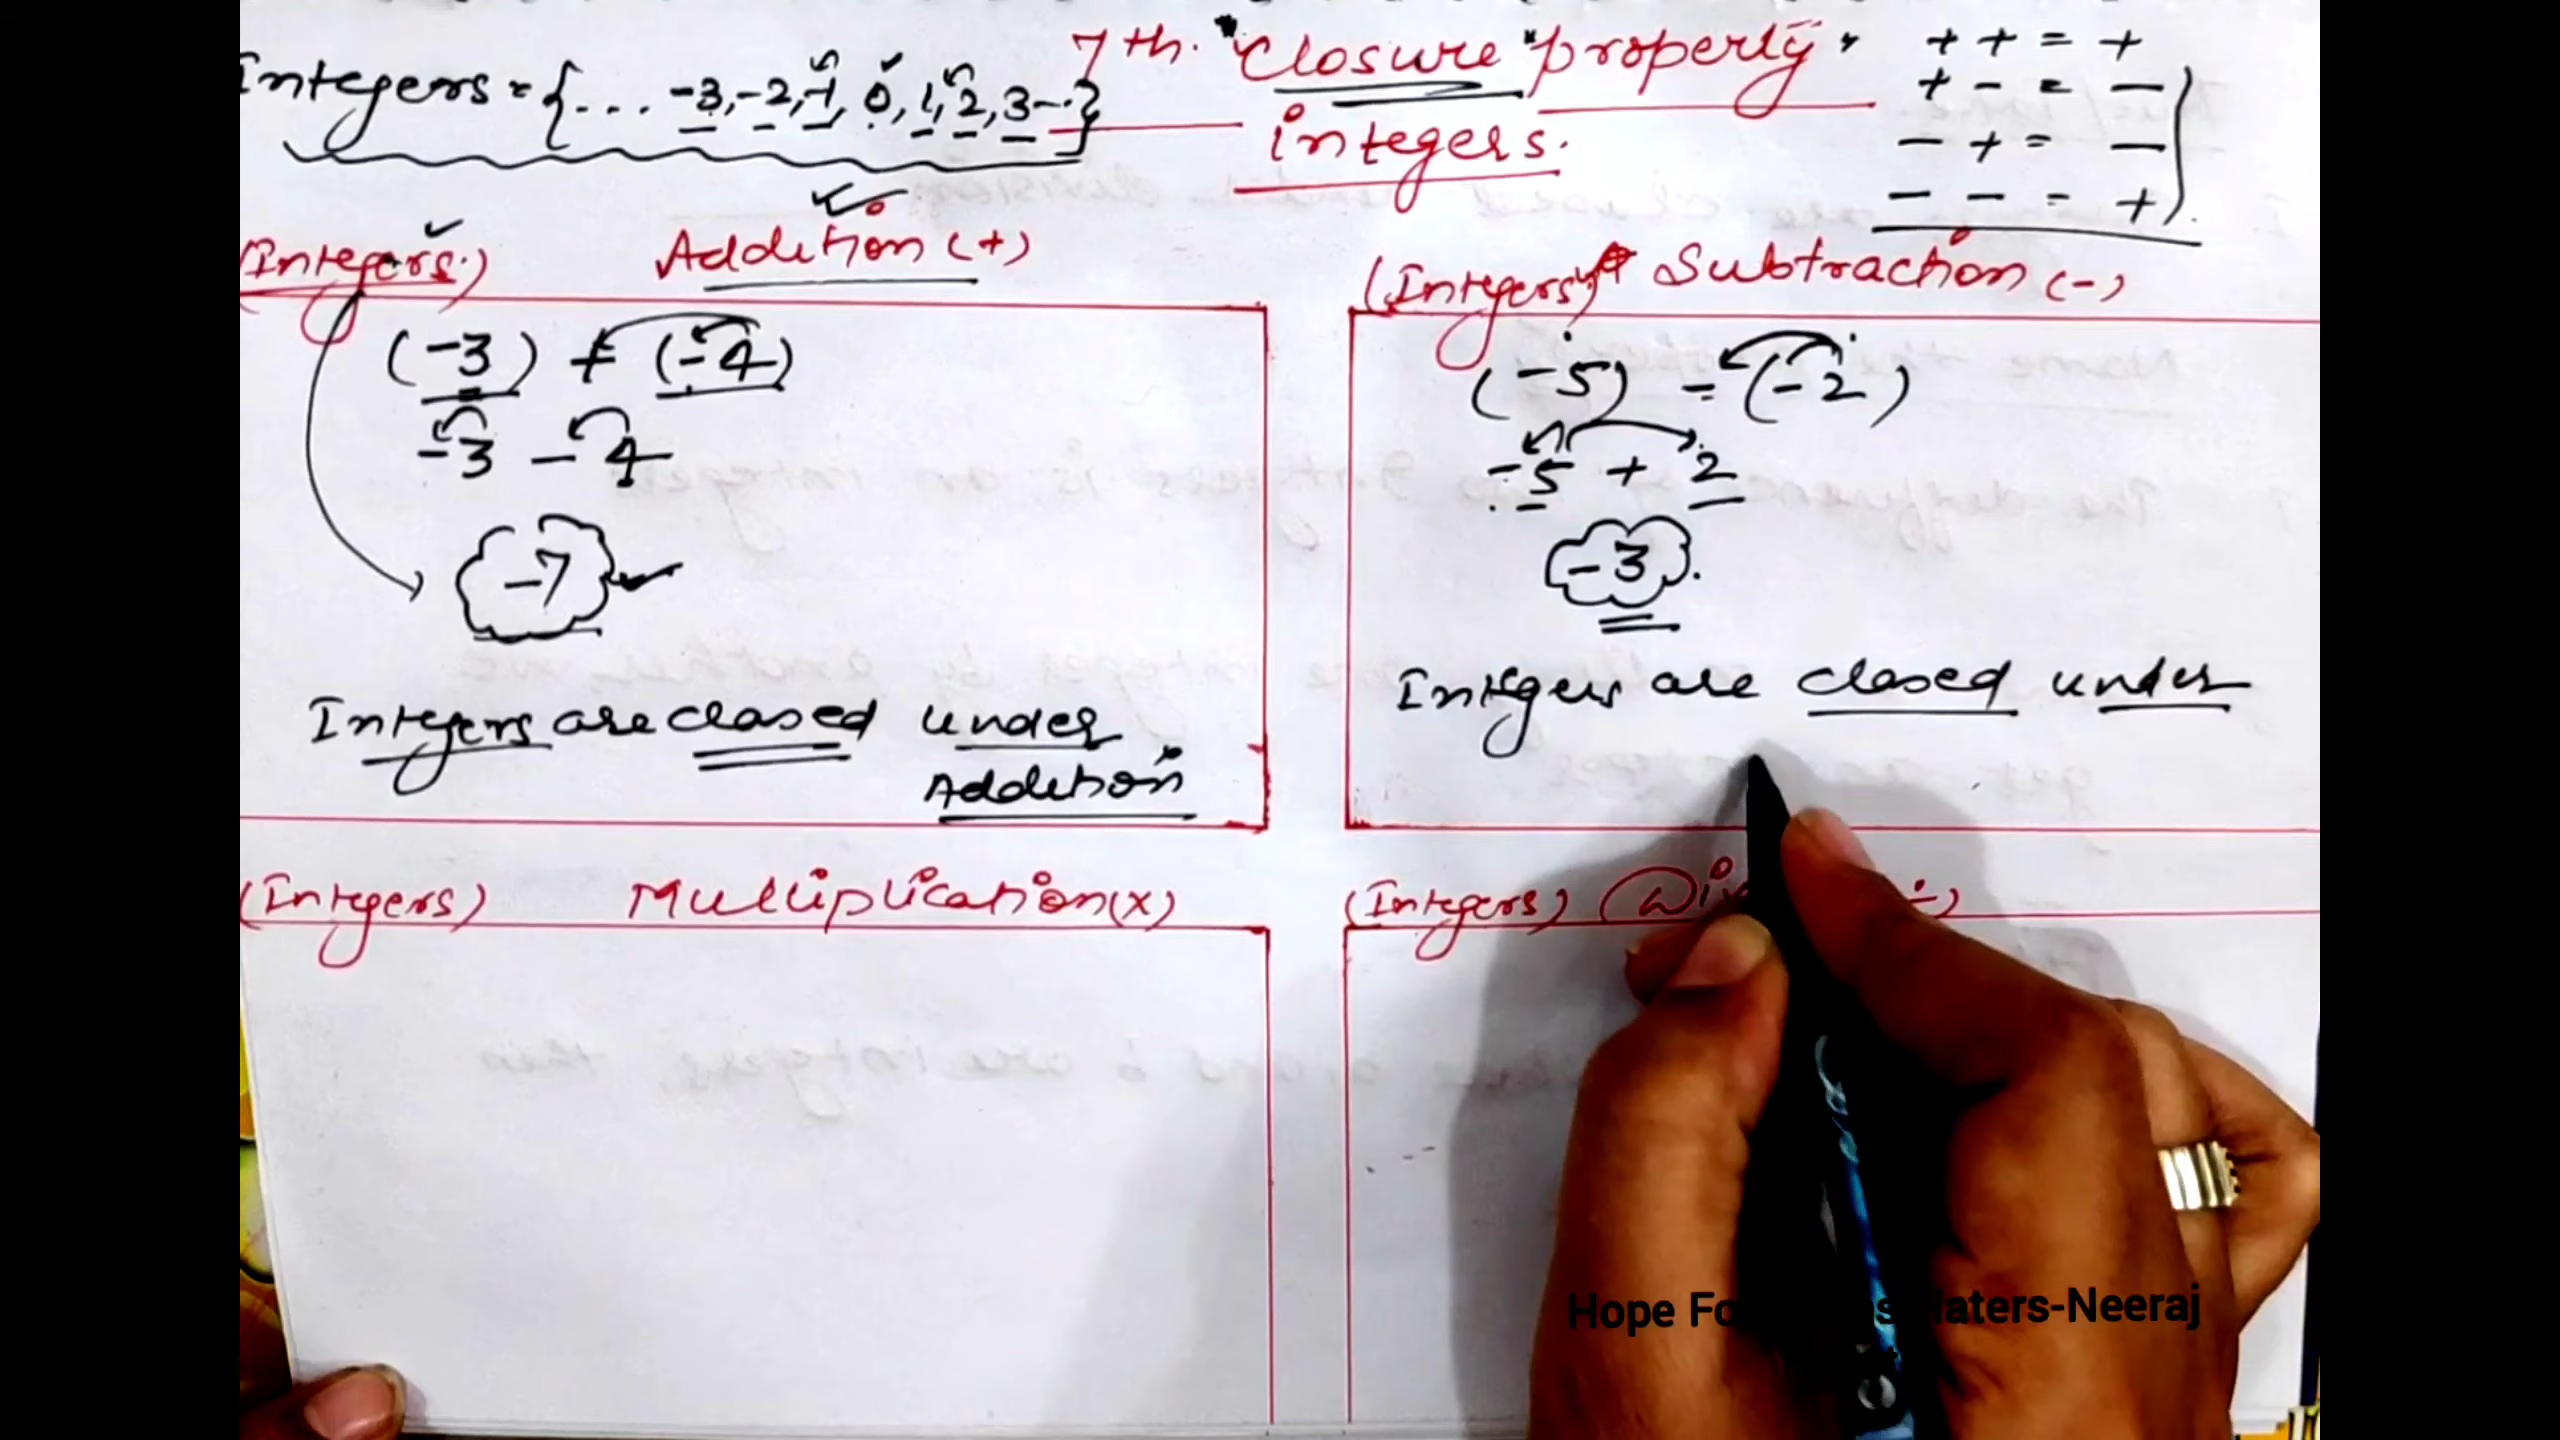 7th. "Closure" property
integers.
Integers = {... -3, -2, -1, 0, 1, 2, 3 ...}
+ + = +
+ - = -
- + = -
- - = +
(Integers.) Addition (+)
(-3) + (-4)
-3 - 4
-7
Integers are closed under
Addition
(Integers) Subtraction (-)
(-5) - (-2)
-5 + 2
-3.
Integers are closed under
(Integers) Multiplication (x)
(Integers) ÷)
Hope Neeraj